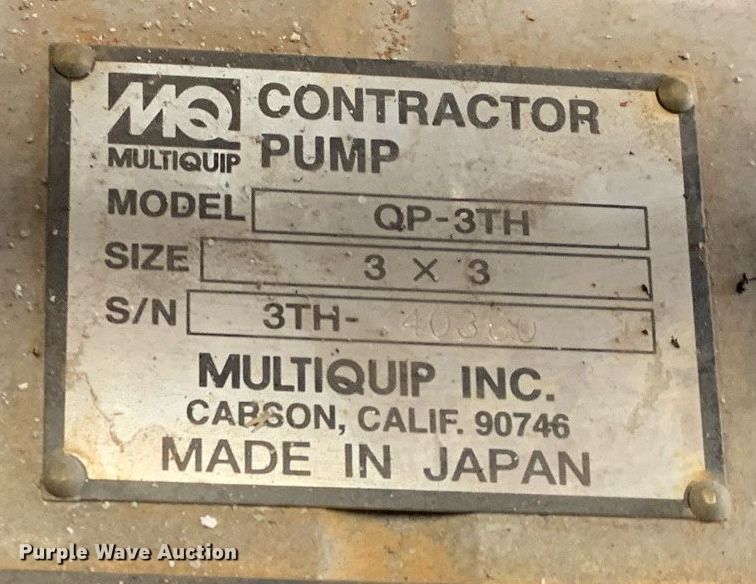 MQ CONTRACTOR
MULTIQUIP PUMP
MODEL QP-3TH
SIZE 3 × 3
S/N 3TH-
MULTIQUIP INC.
CARSON, CALIF. 90746
MADE IN JAPAN
Purple Wave Auction